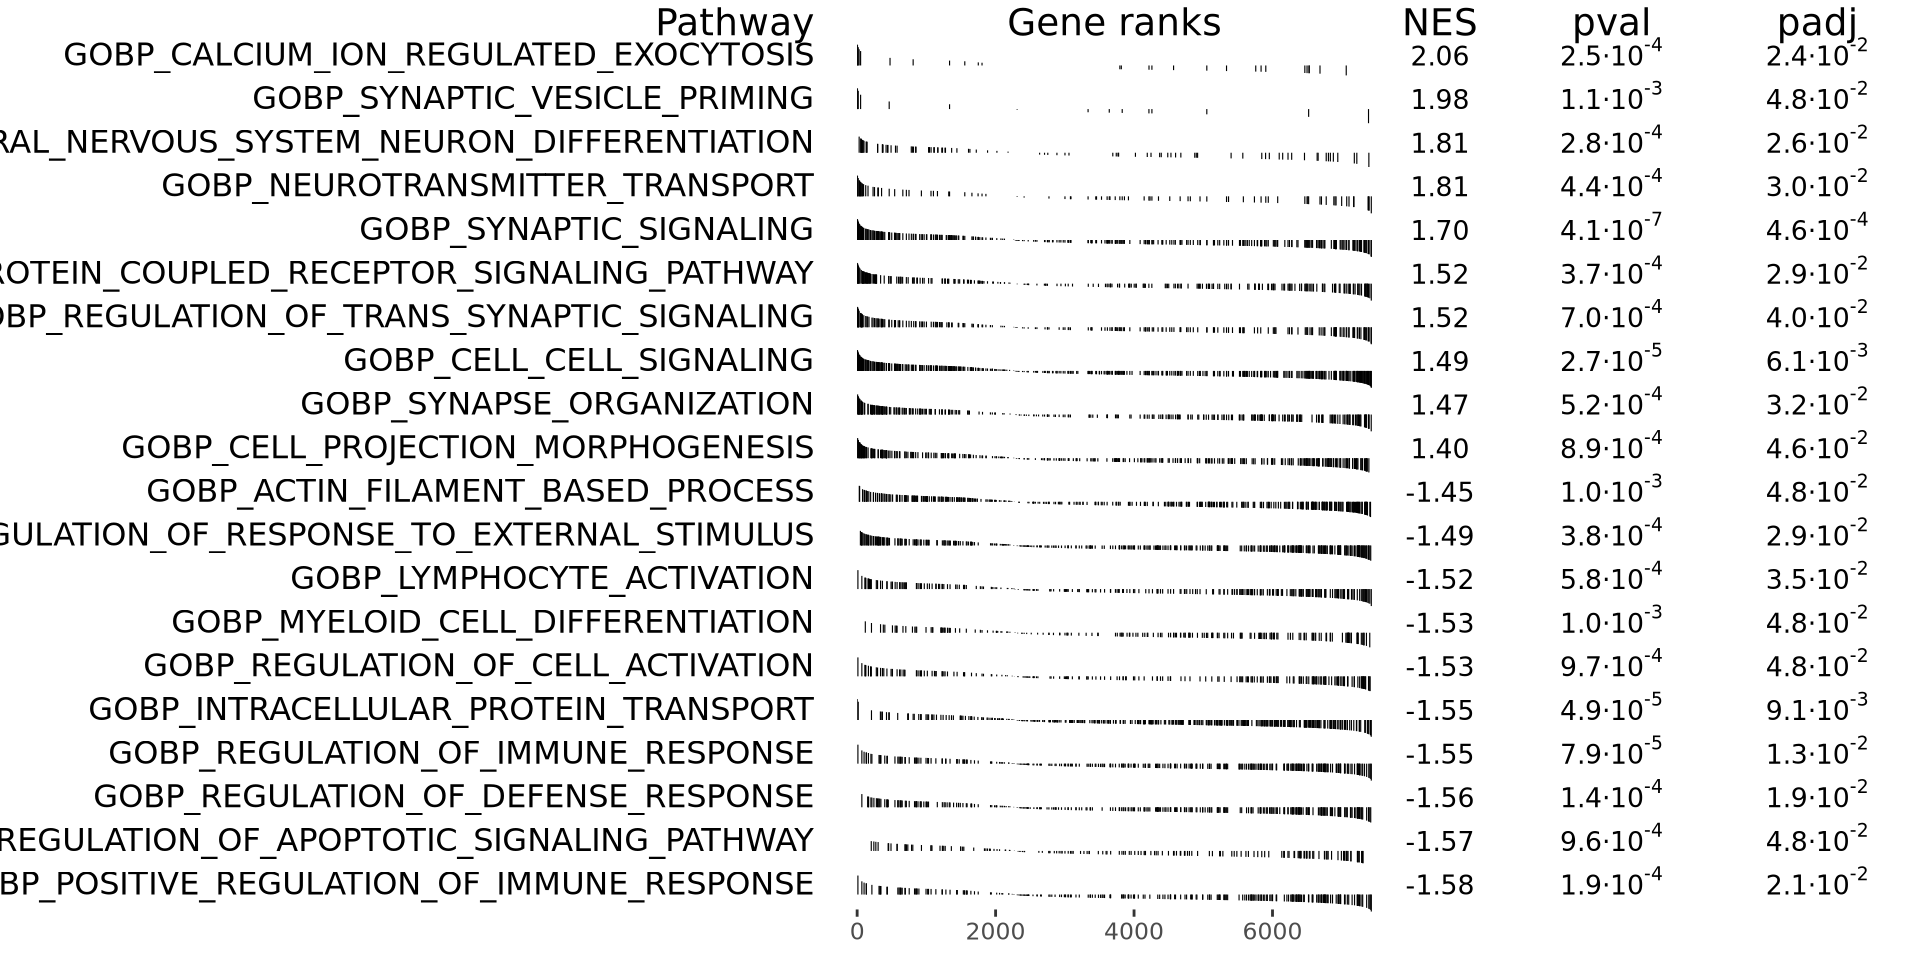 Pathway Gene ranks NES pval padj
GOBP_CALCIUM_ION_REGULATED_EXOCYTOSIS 2.06 2.5·10⁻⁴ 2.4·10⁻²
GOBP_SYNAPTIC_VESICLE_PRIMING 1.98 1.1·10⁻³ 4.8·10⁻²
RAL_NERVOUS_SYSTEM_NEURON_DIFFERENTIATION 1.81 2.8·10⁻⁴ 2.6·10⁻²
GOBP_NEUROTRANSMITTER_TRANSPORT 1.81 4.4·10⁻⁴ 3.0·10⁻²
GOBP_SYNAPTIC_SIGNALING 1.70 4.1·10⁻⁷ 4.6·10⁻⁴
ROTEIN_COUPLED_RECEPTOR_SIGNALING_PATHWAY 1.52 3.7·10⁻⁴ 2.9·10⁻²
OBP_REGULATION_OF_TRANS_SYNAPTIC_SIGNALING 1.52 7.0·10⁻⁴ 4.0·10⁻²
GOBP_CELL_CELL_SIGNALING 1.49 2.7·10⁻⁵ 6.1·10⁻³
GOBP_SYNAPSE_ORGANIZATION 1.47 5.2·10⁻⁴ 3.2·10⁻²
GOBP_CELL_PROJECTION_MORPHOGENESIS 1.40 8.9·10⁻⁴ 4.6·10⁻²
GOBP_ACTIN_FILAMENT_BASED_PROCESS -1.45 1.0·10⁻³ 4.8·10⁻²
GULATION_OF_RESPONSE_TO_EXTERNAL_STIMULUS -1.49 3.8·10⁻⁴ 2.9·10⁻²
GOBP_LYMPHOCYTE_ACTIVATION -1.52 5.8·10⁻⁴ 3.5·10⁻²
GOBP_MYELOID_CELL_DIFFERENTIATION -1.53 1.0·10⁻³ 4.8·10⁻²
GOBP_REGULATION_OF_CELL_ACTIVATION -1.53 9.7·10⁻⁴ 4.8·10⁻²
GOBP_INTRACELLULAR_PROTEIN_TRANSPORT -1.55 4.9·10⁻⁵ 9.1·10⁻³
GOBP_REGULATION_OF_IMMUNE_RESPONSE -1.55 7.9·10⁻⁵ 1.3·10⁻²
GOBP_REGULATION_OF_DEFENSE_RESPONSE -1.56 1.4·10⁻⁴ 1.9·10⁻²
REGULATION_OF_APOPTOTIC_SIGNALING_PATHWAY -1.57 9.6·10⁻⁴ 4.8·10⁻²
BP_POSITIVE_REGULATION_OF_IMMUNE_RESPONSE -1.58 1.9·10⁻⁴ 2.1·10⁻²
0 2000 4000 6000